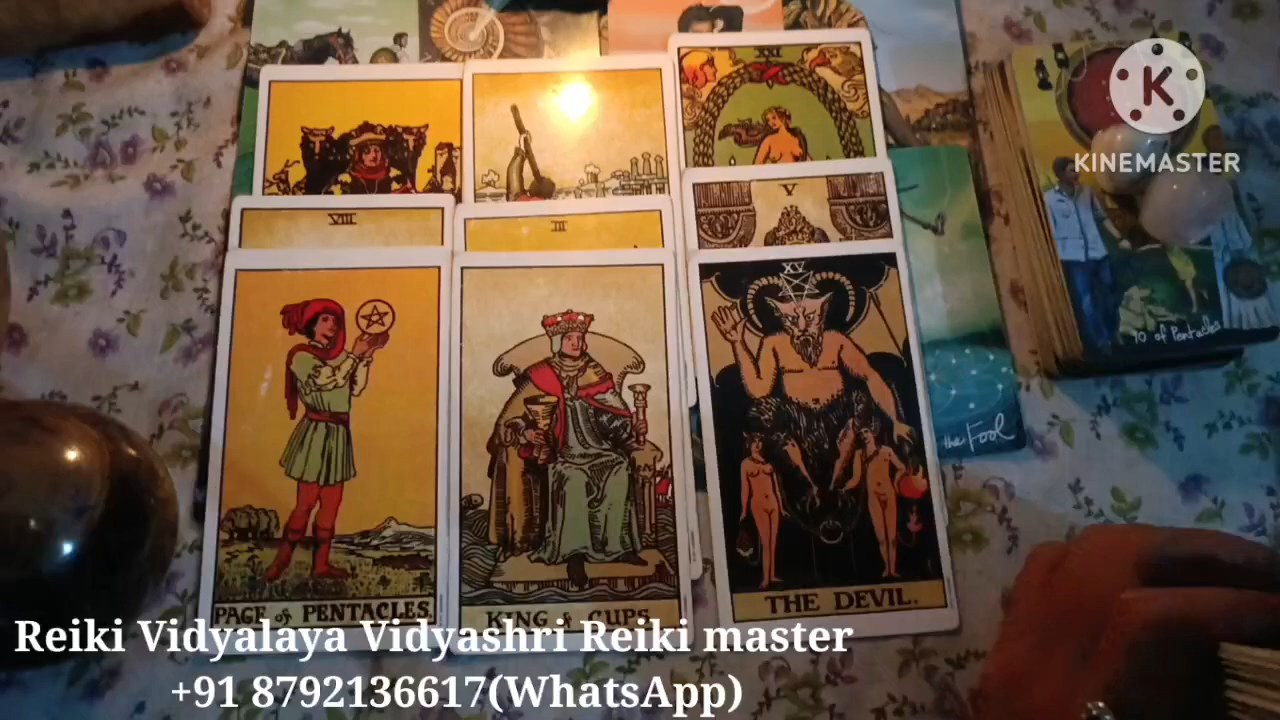 XXI
K
KINEMASTER
V
VIII
III
XV
10 of Pentacles
the Fool
PAGE of PENTACLES.
KING of CUPS.
THE DEVIL.
Reiki Vidyalaya Vidyashri Reiki master
+91 8792136617(WhatsApp)